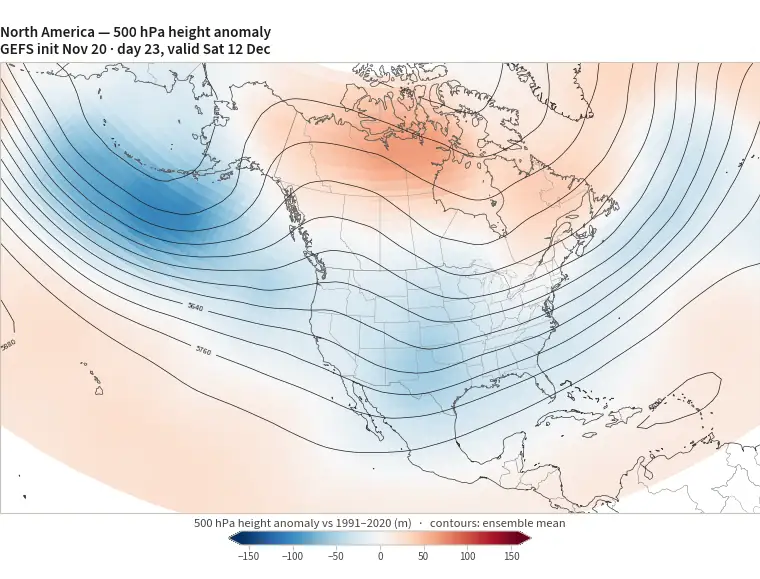 North America — 500 hPa height anomaly
GEFS init Nov 20 · day 23, valid Sat 12 Dec
5640
5760
5880
500 hPa height anomaly vs 1991–2020 (m) · contours: ensemble mean
−150 −100 −50 0 50 100 150